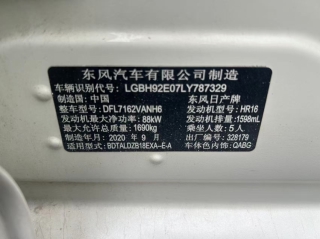 东风汽车有限公司制造
车辆识别代号: LGBH92E07LY787329
制造国: 中国 东风日产牌
整车型号: DFL7162VANH6 发动机型号: HR16
发动机最大净功率: 88kW 发动机排量: 1598mL
最大允许总质量: 1690kg 乘坐人数: 5人
制造年月: 2020 年 9 月 出厂编号: 328179
适用型号: BDTALDZB18EXA-E-A 车体色内饰: QABG